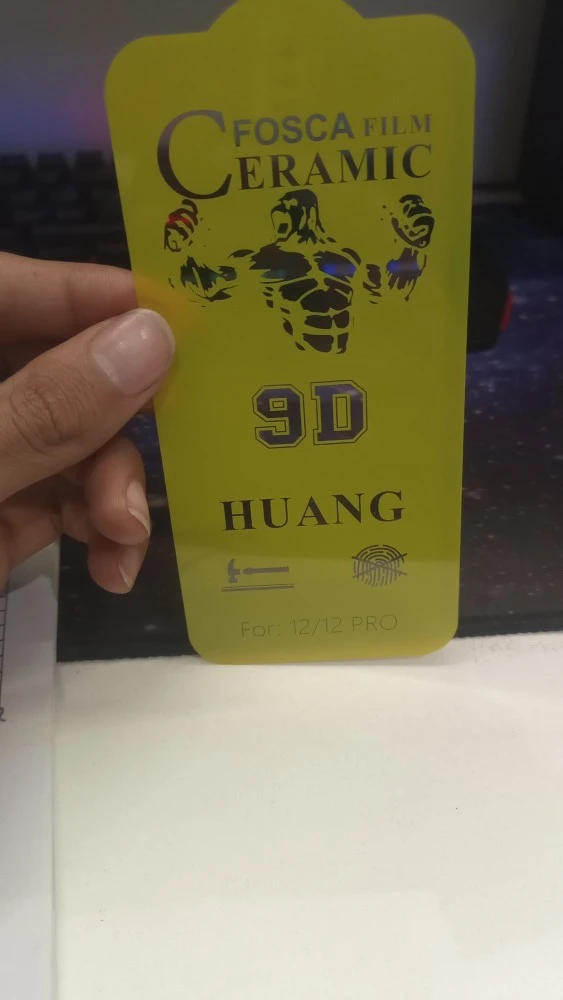 FOSCA FILM
CERAMIC
9D
HUANG
For: 12/12 PRO